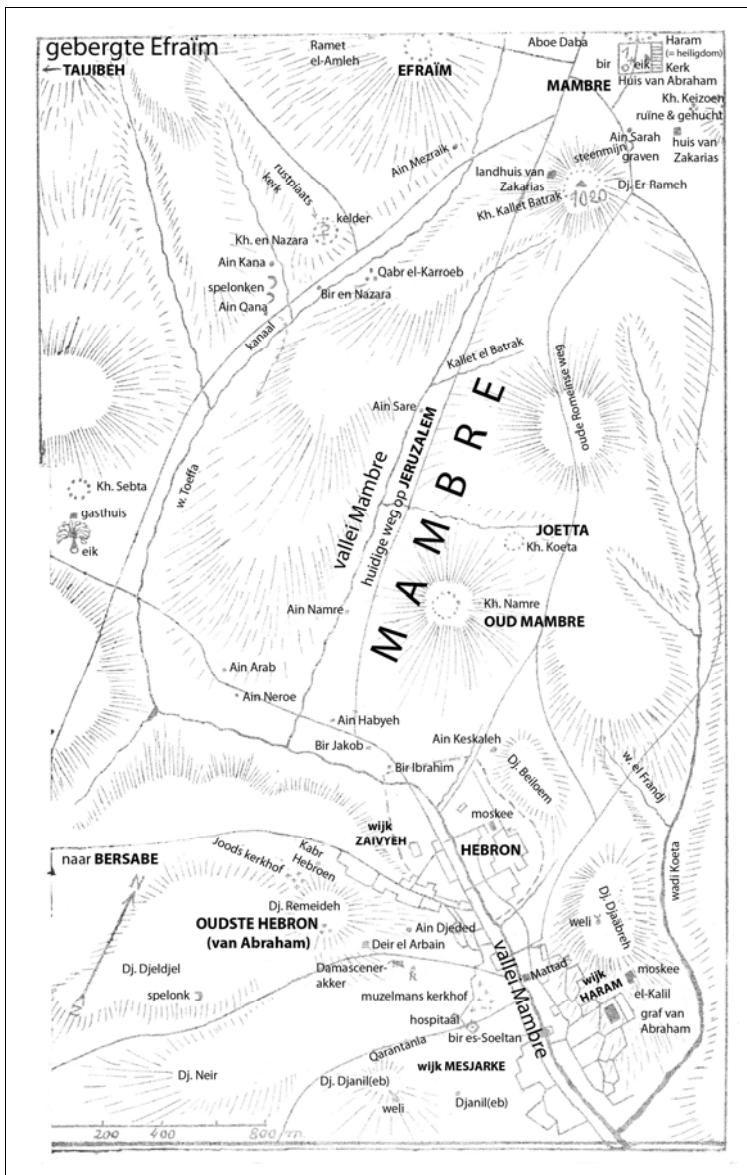 gebergte Efraïm
← TAIJIBEH
Ramet
el-Amleh
EFRAÏM
Aboe Daba
bir
eik
Haram
(= heiligdom)
Kerk
MAMBRE
Huis van Abraham
Kh. Keizoen
ruïne & gehucht
Ain Sarah
graven
huis van
Zakarias
steenmijn
landhuis van
Zakarias
Dj. Er Rameh
1020
Kh. Kallet Batrak
Ain Mezraik
rustplaats
kerk
kelder
Kh. en Nazara
Ain Kana
spelonken
Ain Qana
Qabr el-Karroeb
Bir en Nazara
kanaal
Kallet el Batrak
oude Romeinse weg
Ain Sare
vallei Mambre
huidige weg op JERUZALEM
MAMBRE
Kh. Sebta
gasthuis
eik
w. Toeffa
JOETTA
Kh. Koeta
Ain Namre
Kh. Namre
OUD MAMBRE
Ain Arab
Ain Neroe
Ain Habyeh
Bir Jakob
Ain Keskaleh
Bir Ibrahim
Dj. Beiloem
w. el Frandj
wadi Koeta
moskee
wijk
ZAIVYEH
HEBRON
naar BERSABE
Joods kerkhof
Kabr
Hebroen
Dj. Remeideh
OUDSTE HEBRON
(van Abraham)
Ain Djeded
Deir el Arbain
Dj. Djaäbreh
weli
N
Z
Dj. Djeldjel
spelonk
Damascener-
akker
muzelmans kerkhof
vallei Mambre
Mattad
wijk
HARAM
moskee
el-Kalil
graf van
Abraham
hospitaal
bir es-Soeltan
Qarantanla
wijk MESJARKE
Dj. Neir
Dj. Djanil(eb)
weli
Djanil(eb)
200 400 800 m.